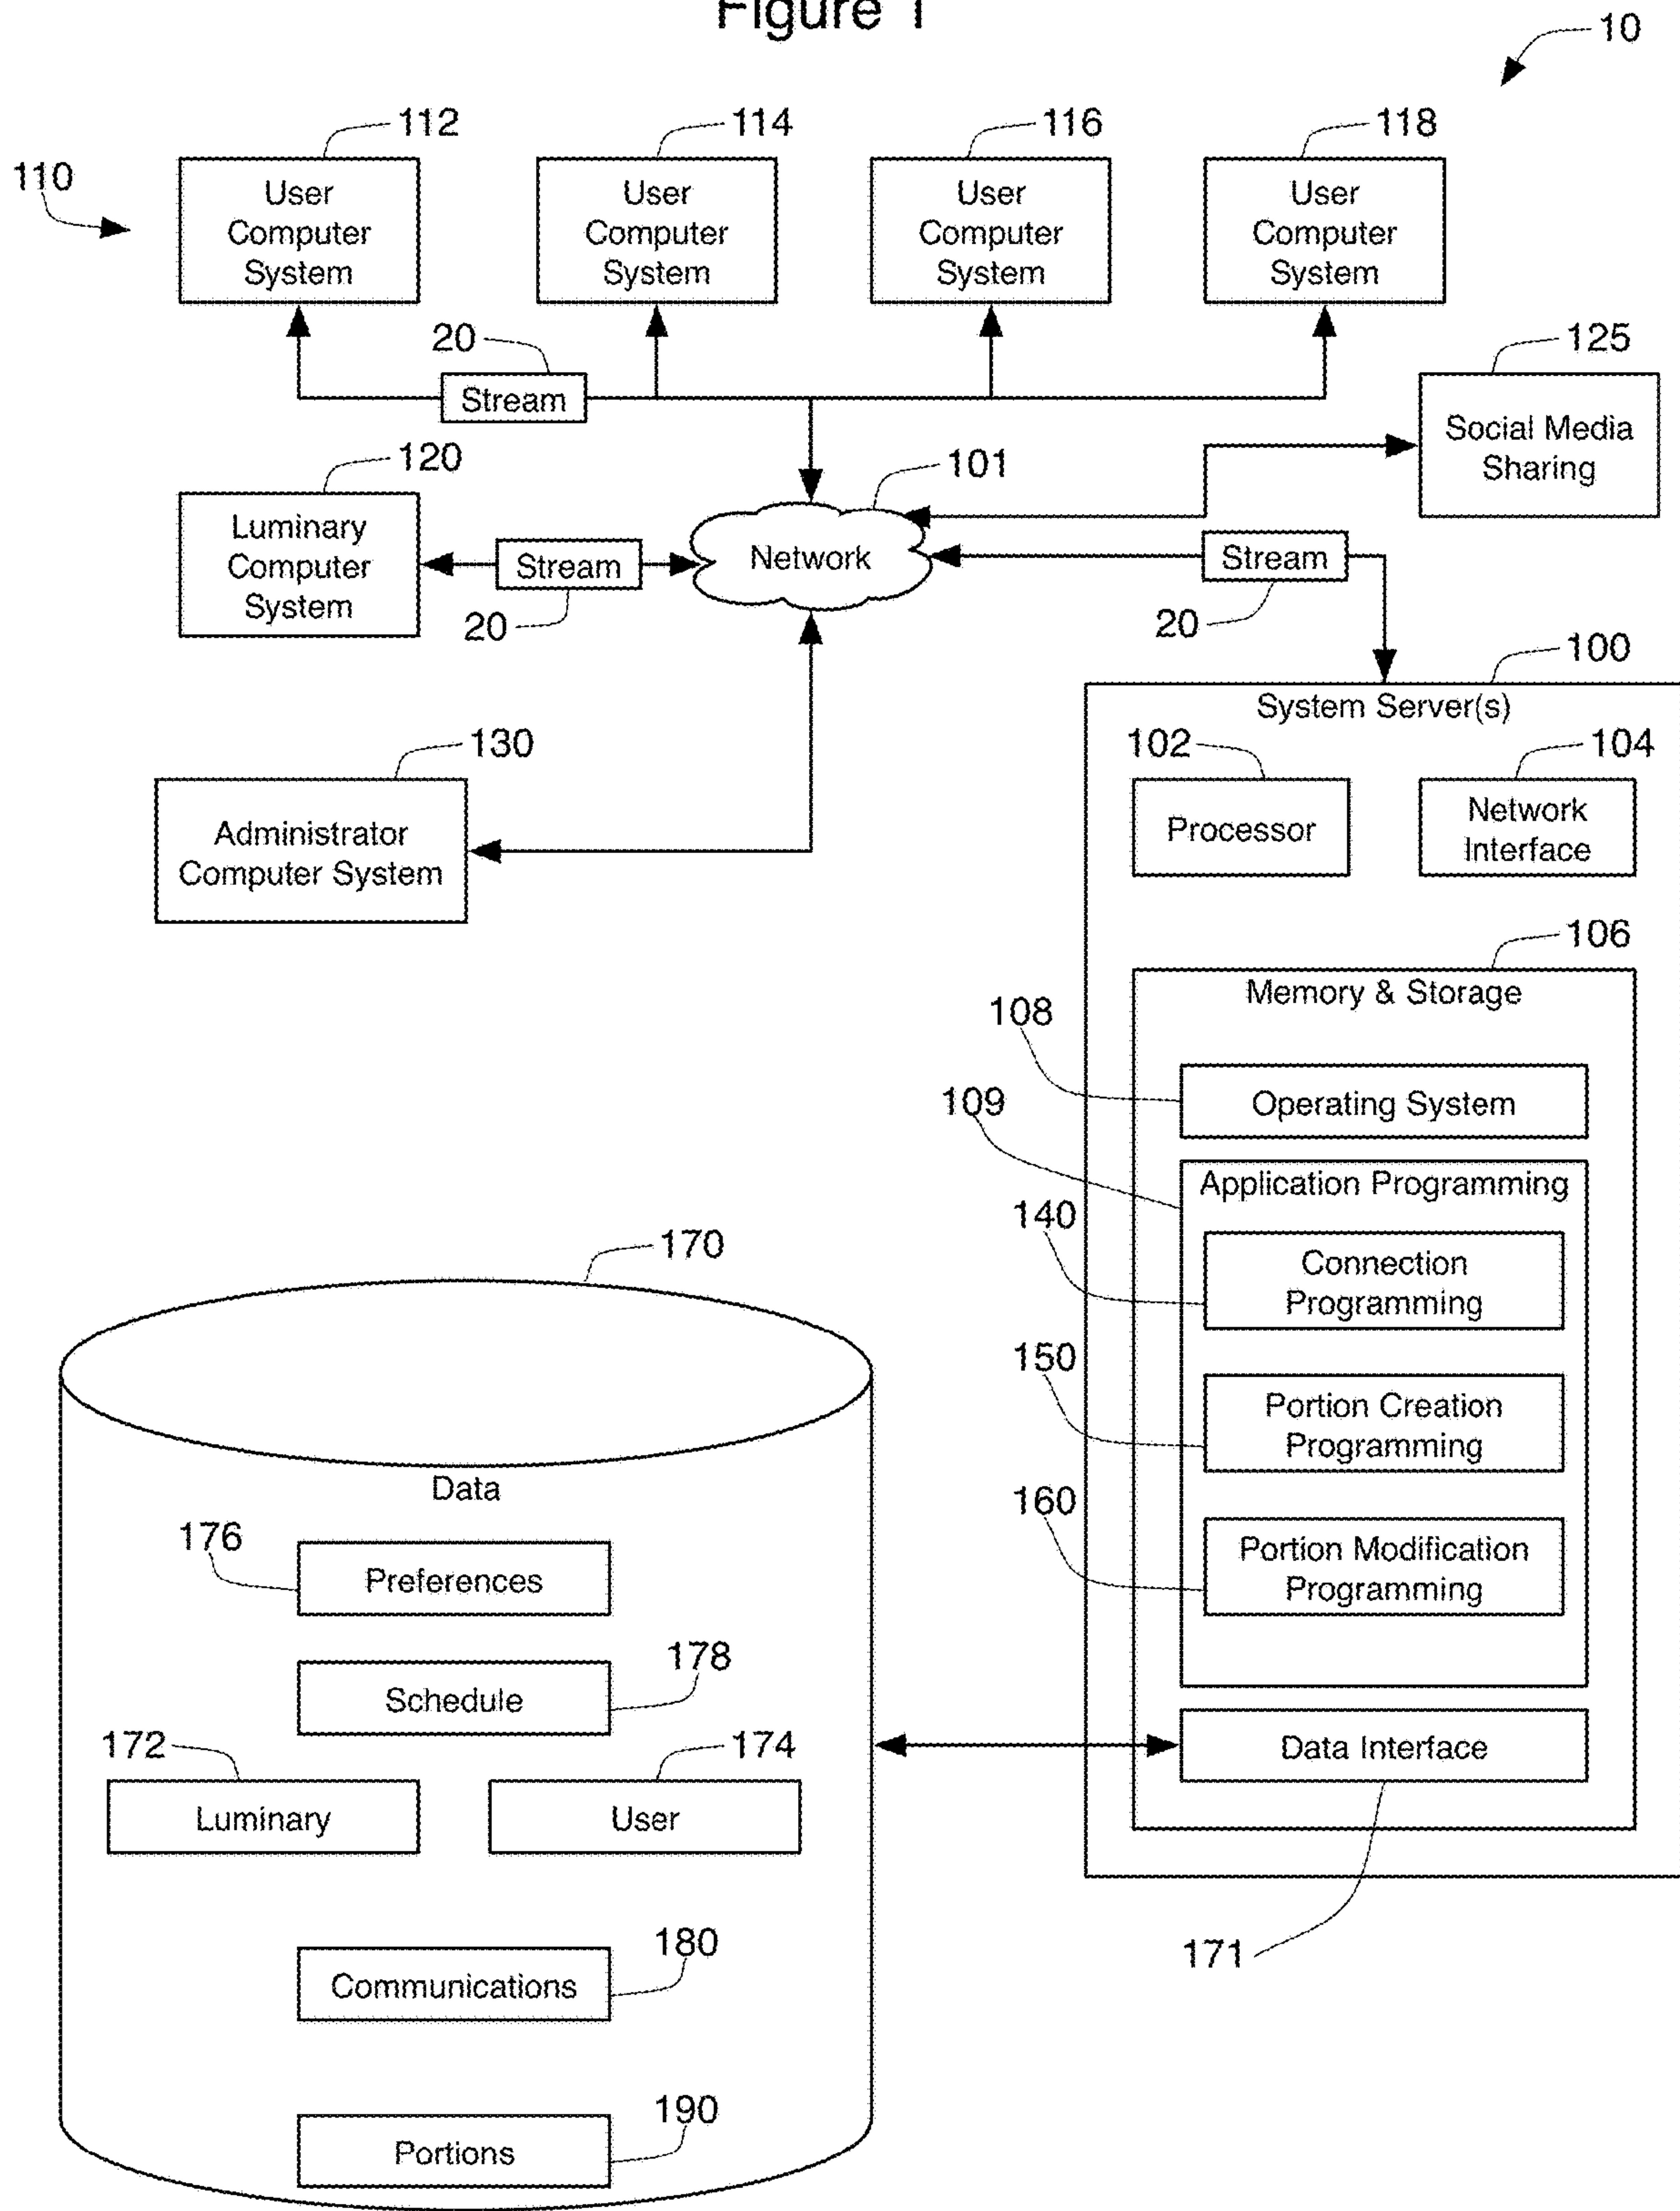 Figure 1
10
112
114
116
118
110
User
Computer
System
User
Computer
System
User
Computer
System
User
Computer
System
20
Stream
125
Social Media
Sharing
120
Luminary
Computer
System
Stream
20
101
Network
Stream
20
100
System Server(s)
130
Administrator
Computer System
102
Processor
104
Network
Interface
106
Memory & Storage
108
Operating System
109
Application Programming
140
Connection
Programming
150
Portion Creation
Programming
160
Portion Modification
Programming
Data Interface
171
170
Data
176
Preferences
178
Schedule
172
Luminary
174
User
180
Communications
190
Portions